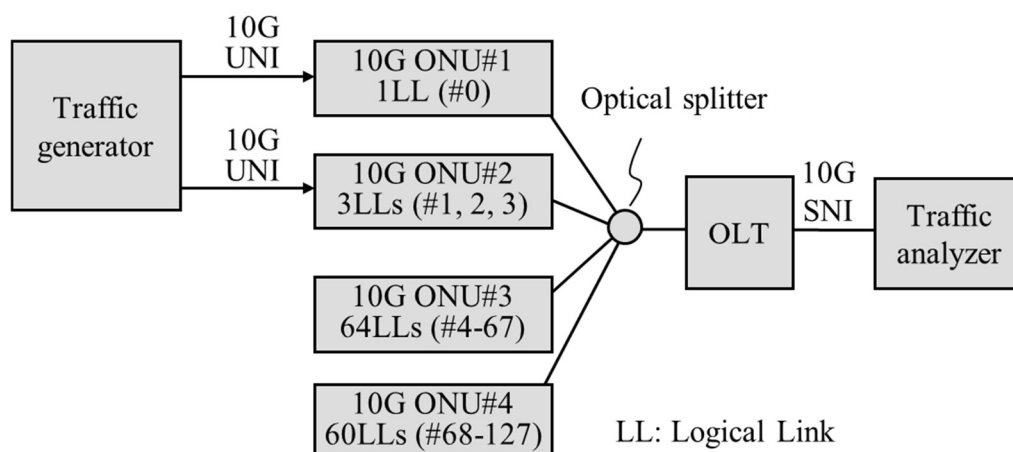 10G
UNI
Traffic
generator
10G
UNI
10G ONU#1
1LL (#0)
10G ONU#2
3LLs (#1, 2, 3)
10G ONU#3
64LLs (#4-67)
10G ONU#4
60LLs (#68-127)
Optical splitter
OLT
10G
SNI
Traffic
analyzer
LL: Logical Link